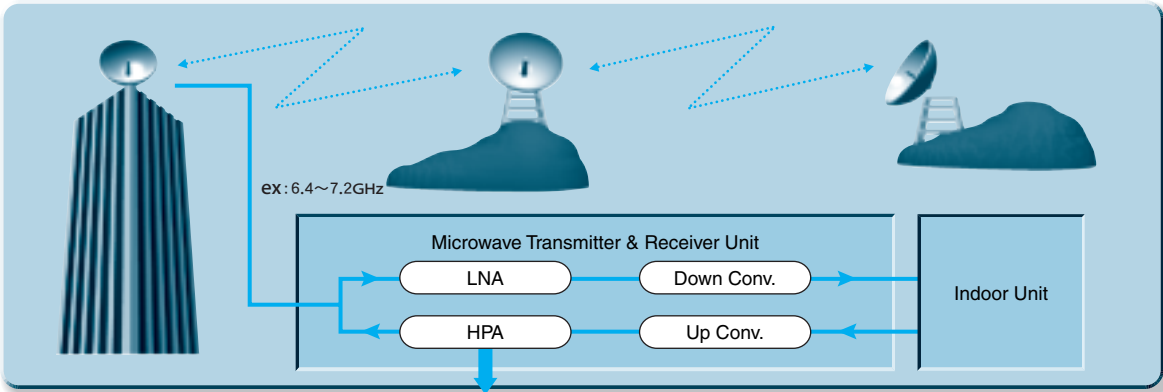 ex : 6.4～7.2GHz
Microwave Transmitter & Receiver Unit
LNA
Down Conv.
Indoor Unit
HPA
Up Conv.